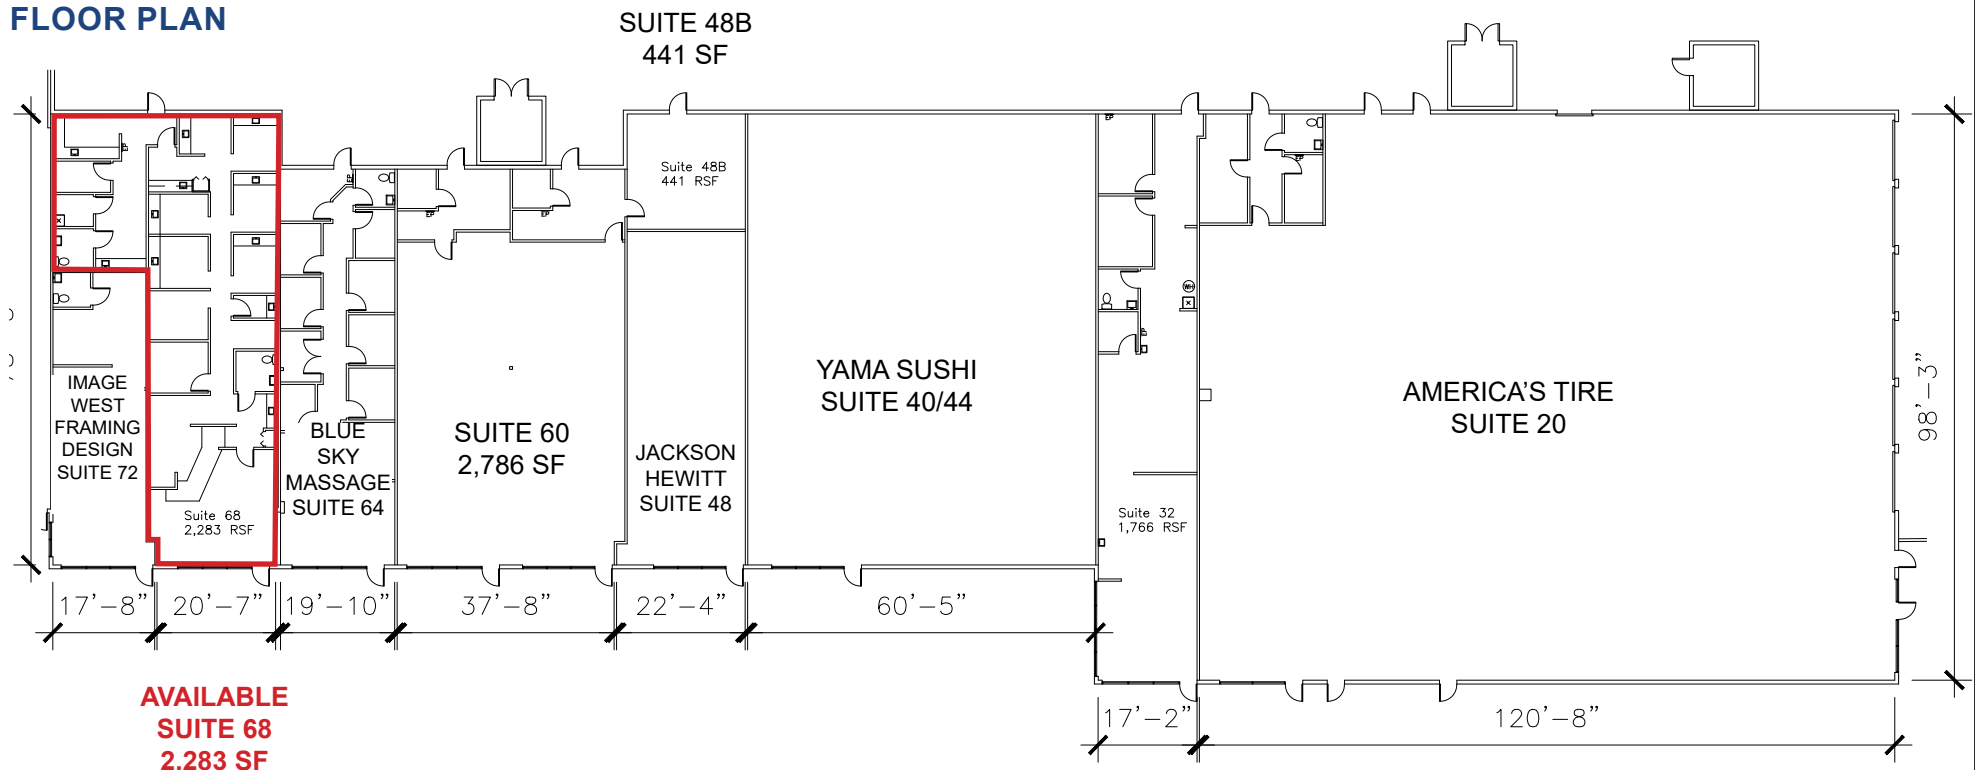 FLOOR PLAN
SUITE 48B
441 SF
Suite 48B
441 RSF
IMAGE
WEST
FRAMING
DESIGN
SUITE 72
Suite 68
2,283 RSF
BLUE
SKY
MASSAGE
SUITE 64
SUITE 60
2,786 SF
JACKSON
HEWITT
SUITE 48
YAMA SUSHI
SUITE 40/44
WH
Suite 32
1,766 RSF
AMERICA’S TIRE
SUITE 20
98’–3”
17’–8”
20’–7”
19’–10”
37’–8”
22’–4”
60’–5”
17’–2”
120’–8”
AVAILABLE
SUITE 68
2,283 SF